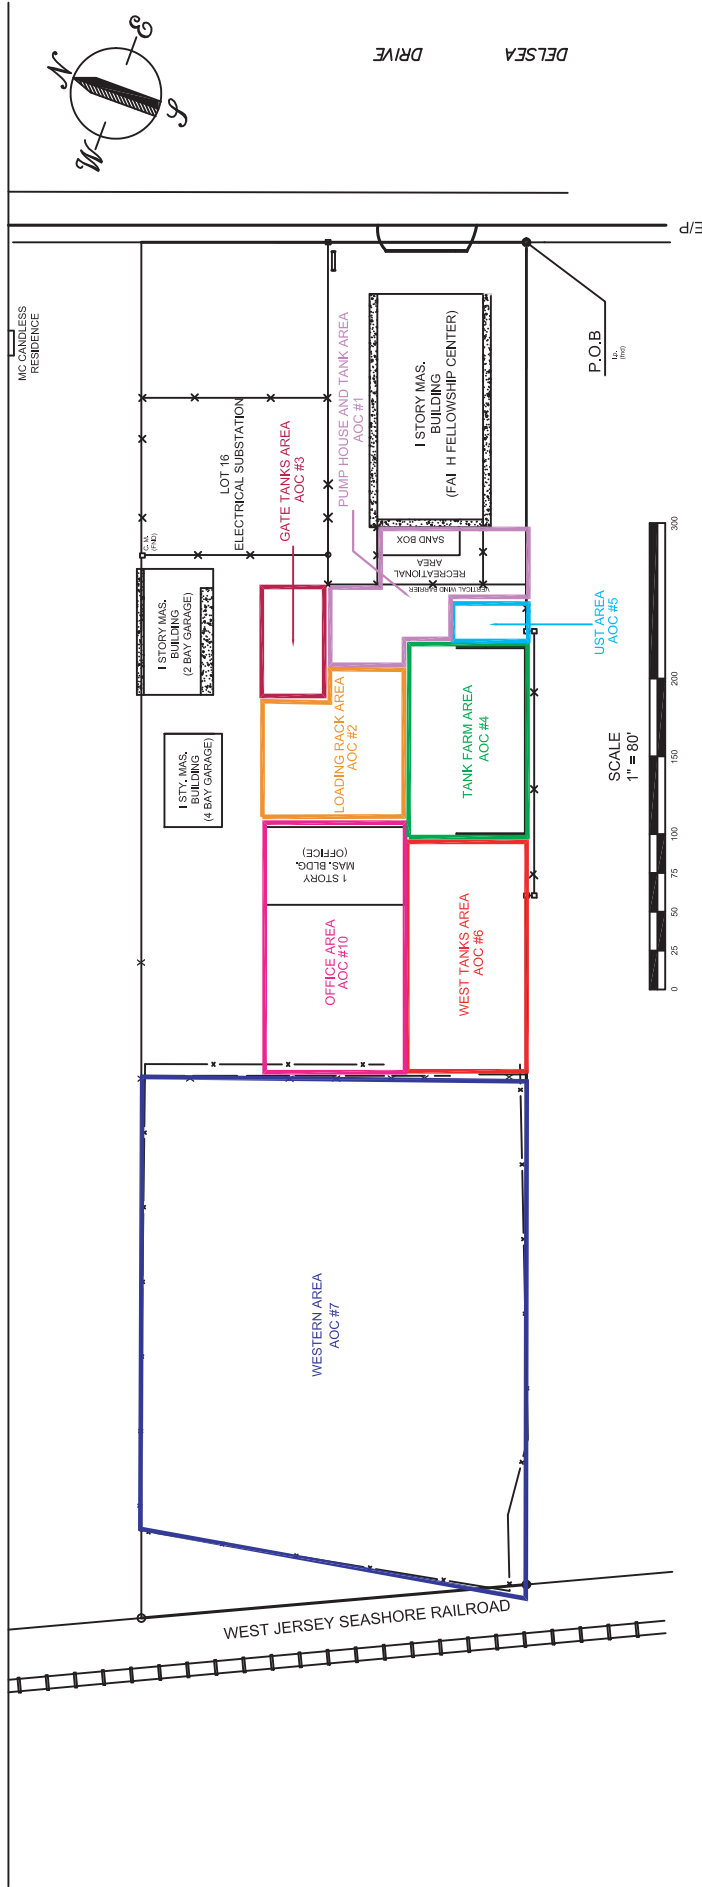 N
E
W
S
DELSEA DRIVE
E/P
MC CANDLESS
RESIDENCE
P.O.B
i.p.
(fnd)
LOT 16
ELECTRICAL SUBSTATION
C. M.
(FND)
GATE TANKS AREA
AOC #3
PUMP HOUSE AND TANK AREA
AOC #1
I STORY MAS.
BUILDING
(FAI H FELLOWSHIP CENTER)
SAND BOX
RECREATIONAL
AREA
VERTICAL WIND BARRIER
I STORY MAS.
BUILDING
(2 BAY GARAGE)
UST AREA
AOC #5
I STY. MAS.
BUILDING
(4 BAY GARAGE)
LOADING RACK AREA
AOC #2
TANK FARM AREA
AOC #4
1 STORY
MAS. BLDG.
(OFFICE)
OFFICE AREA
AOC #10
WEST TANKS AREA
AOC #6
SCALE
1" = 80'
0 25 50 75 100 150 200 300
WESTERN AREA
AOC #7
WEST JERSEY SEASHORE RAILROAD